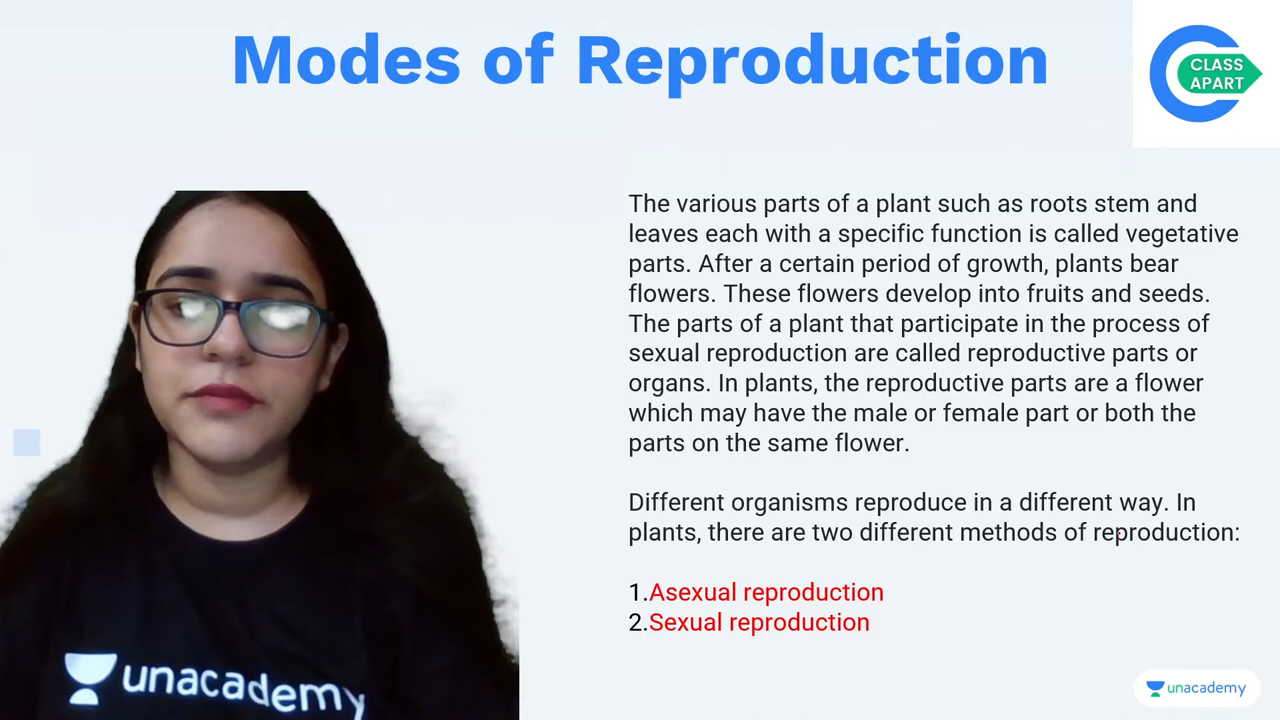 Modes of Reproduction
CLASS
APART
The various parts of a plant such as roots stem and
leaves each with a specific function is called vegetative
parts. After a certain period of growth, plants bear
flowers. These flowers develop into fruits and seeds.
The parts of a plant that participate in the process of
sexual reproduction are called reproductive parts or
organs. In plants, the reproductive parts are a flower
which may have the male or female part or both the
parts on the same flower.
Different organisms reproduce in a different way. In
plants, there are two different methods of reproduction:
1.Asexual reproduction
2.Sexual reproduction
unacademy
unacademy